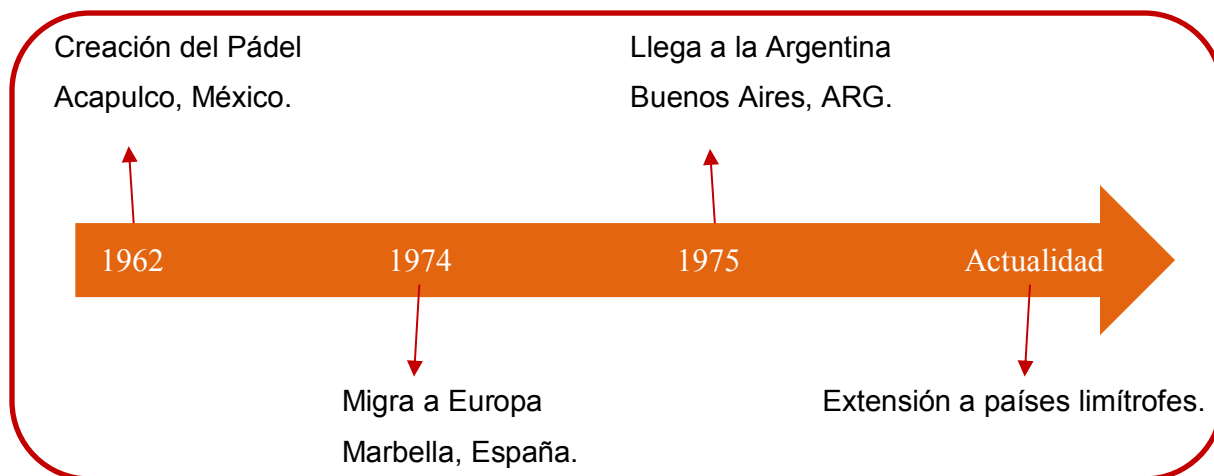 Creación del Pádel
Acapulco, México.
Llega a la Argentina
Buenos Aires, ARG.
1962
1974
1975
Actualidad
Migra a Europa
Marbella, España.
Extensión a países limítrofes.